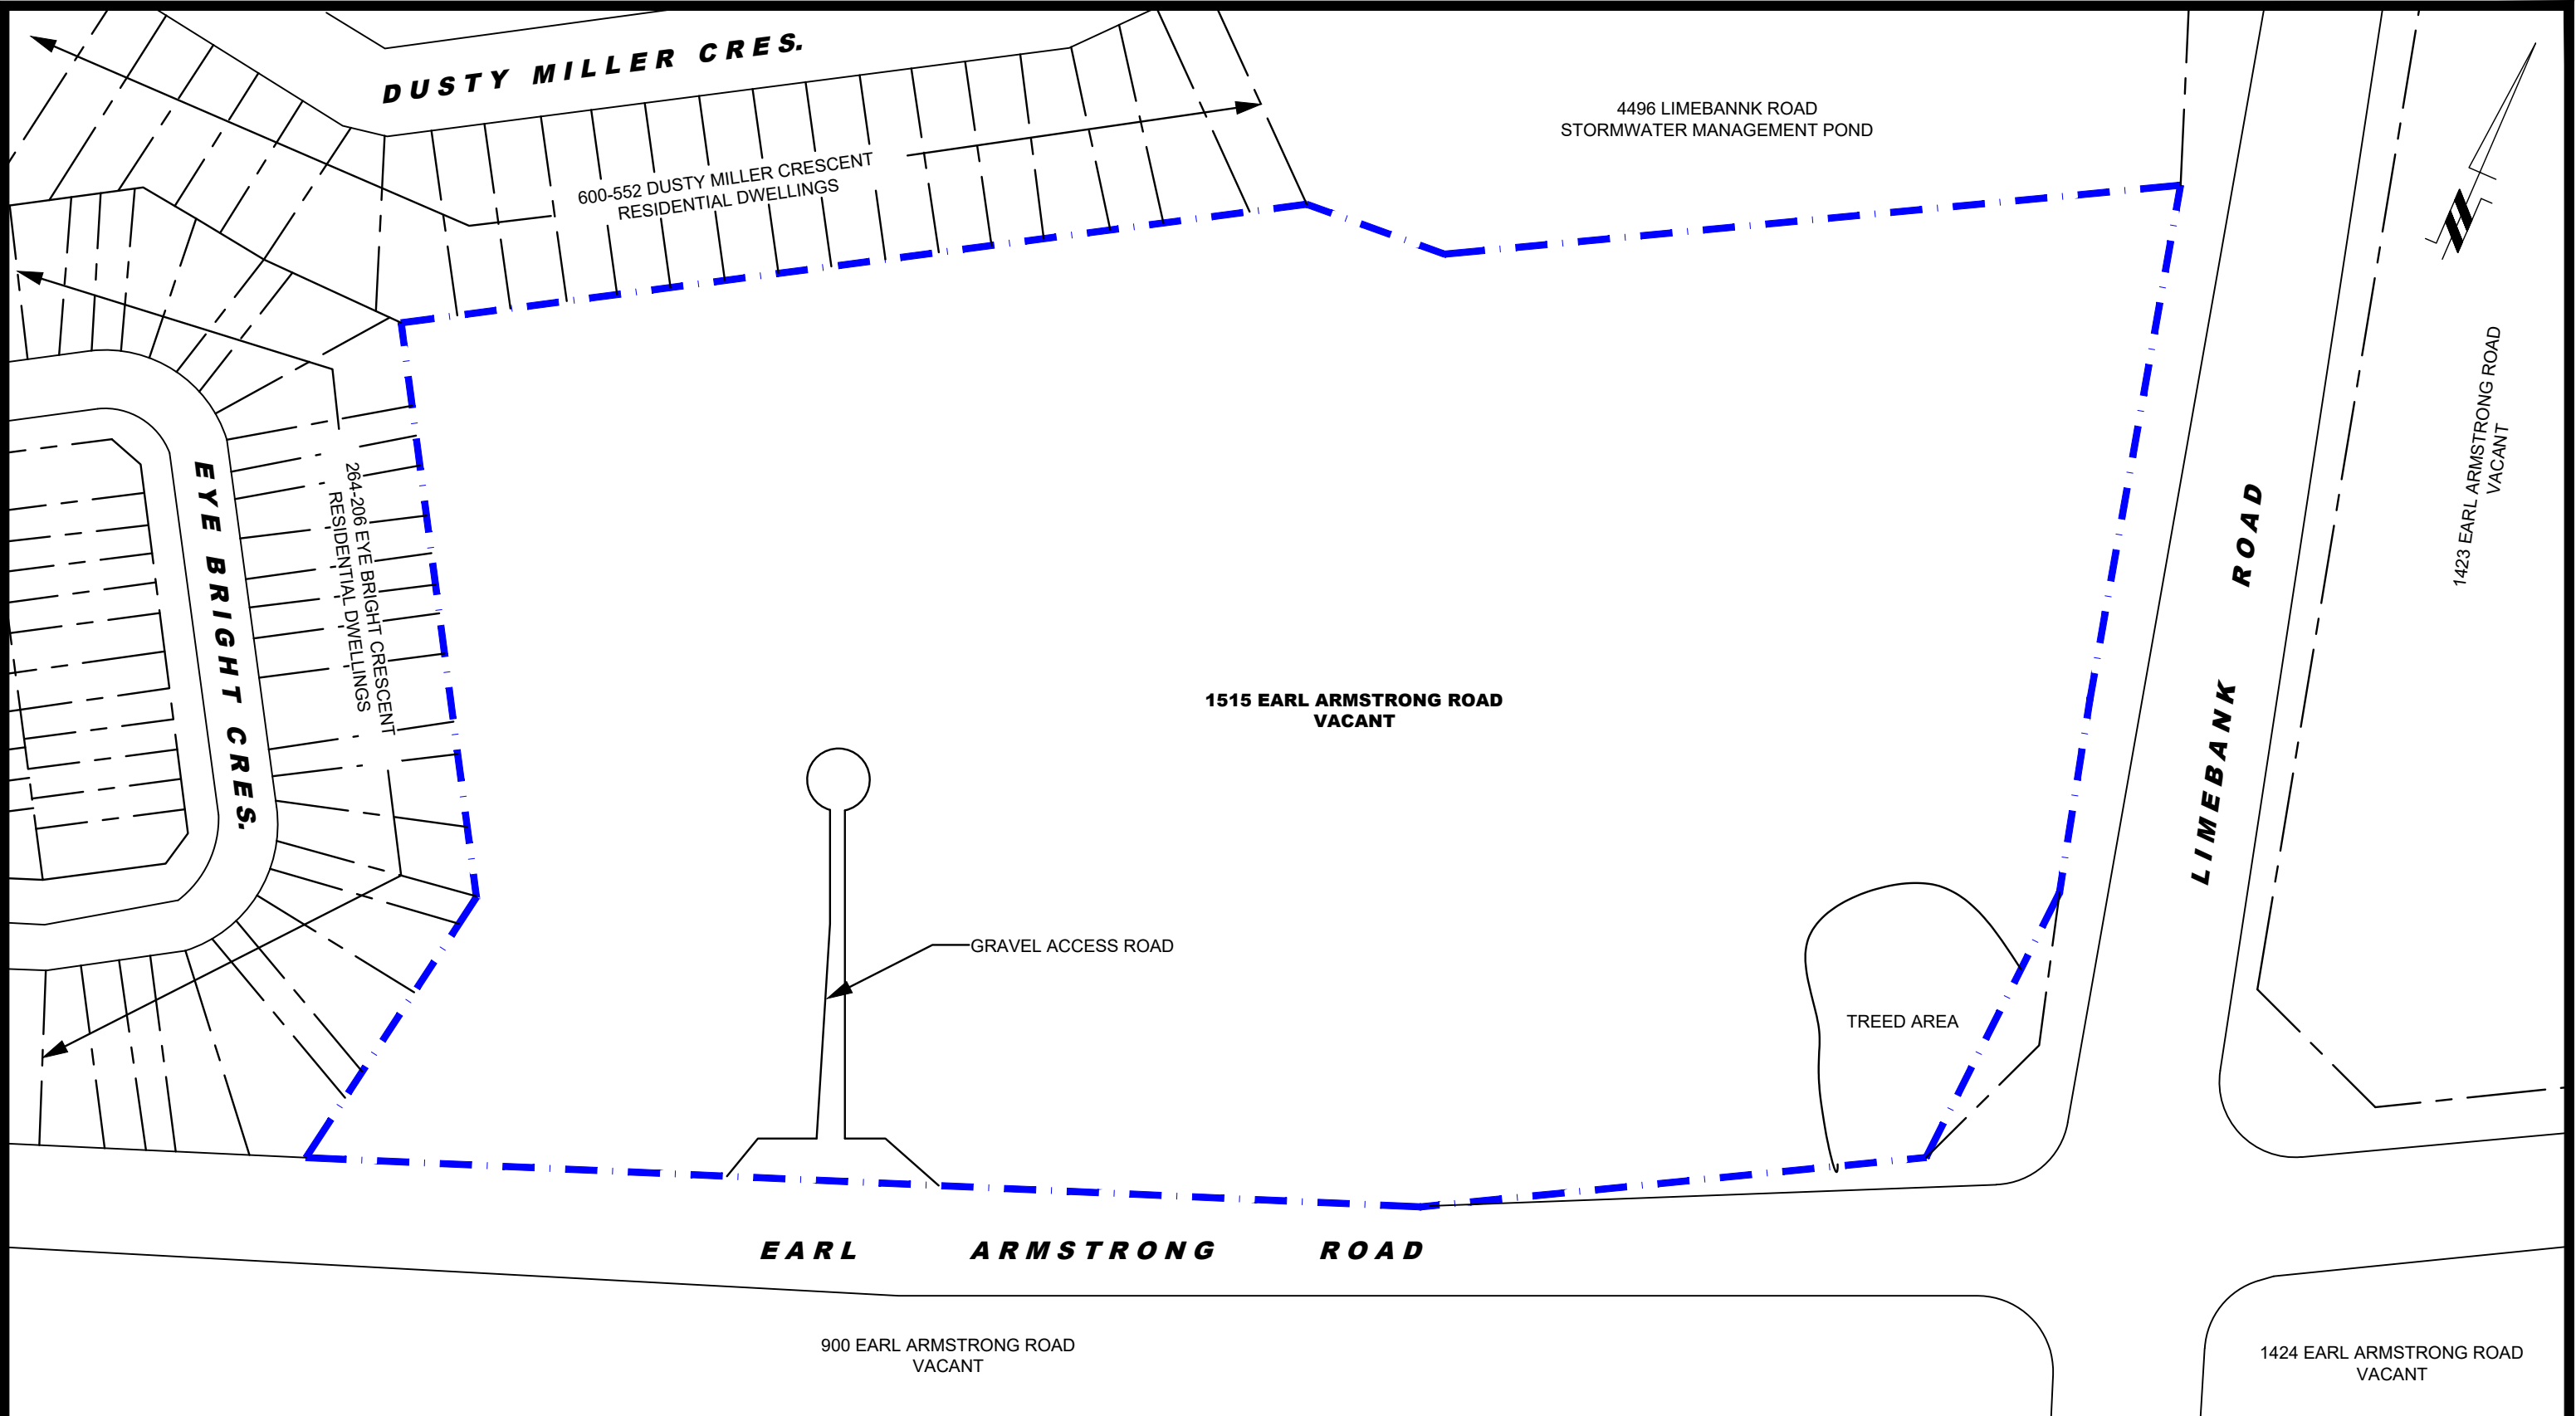 DUSTY MILLER CRES.
4496 LIMEBANNK ROAD
STORMWATER MANAGEMENT POND
600-552 DUSTY MILLER CRESCENT
RESIDENTIAL DWELLINGS
1423 EARL ARMSTRONG ROAD
VACANT
EYE BRIGHT CRES.
264-206 EYE BRIGHT CRESCENT
RESIDENTIAL DWELLINGS
LIMEBANK ROAD
1515 EARL ARMSTRONG ROAD
VACANT
GRAVEL ACCESS ROAD
TREED AREA
EARL ARMSTRONG ROAD
900 EARL ARMSTRONG ROAD
VACANT
1424 EARL ARMSTRONG ROAD
VACANT